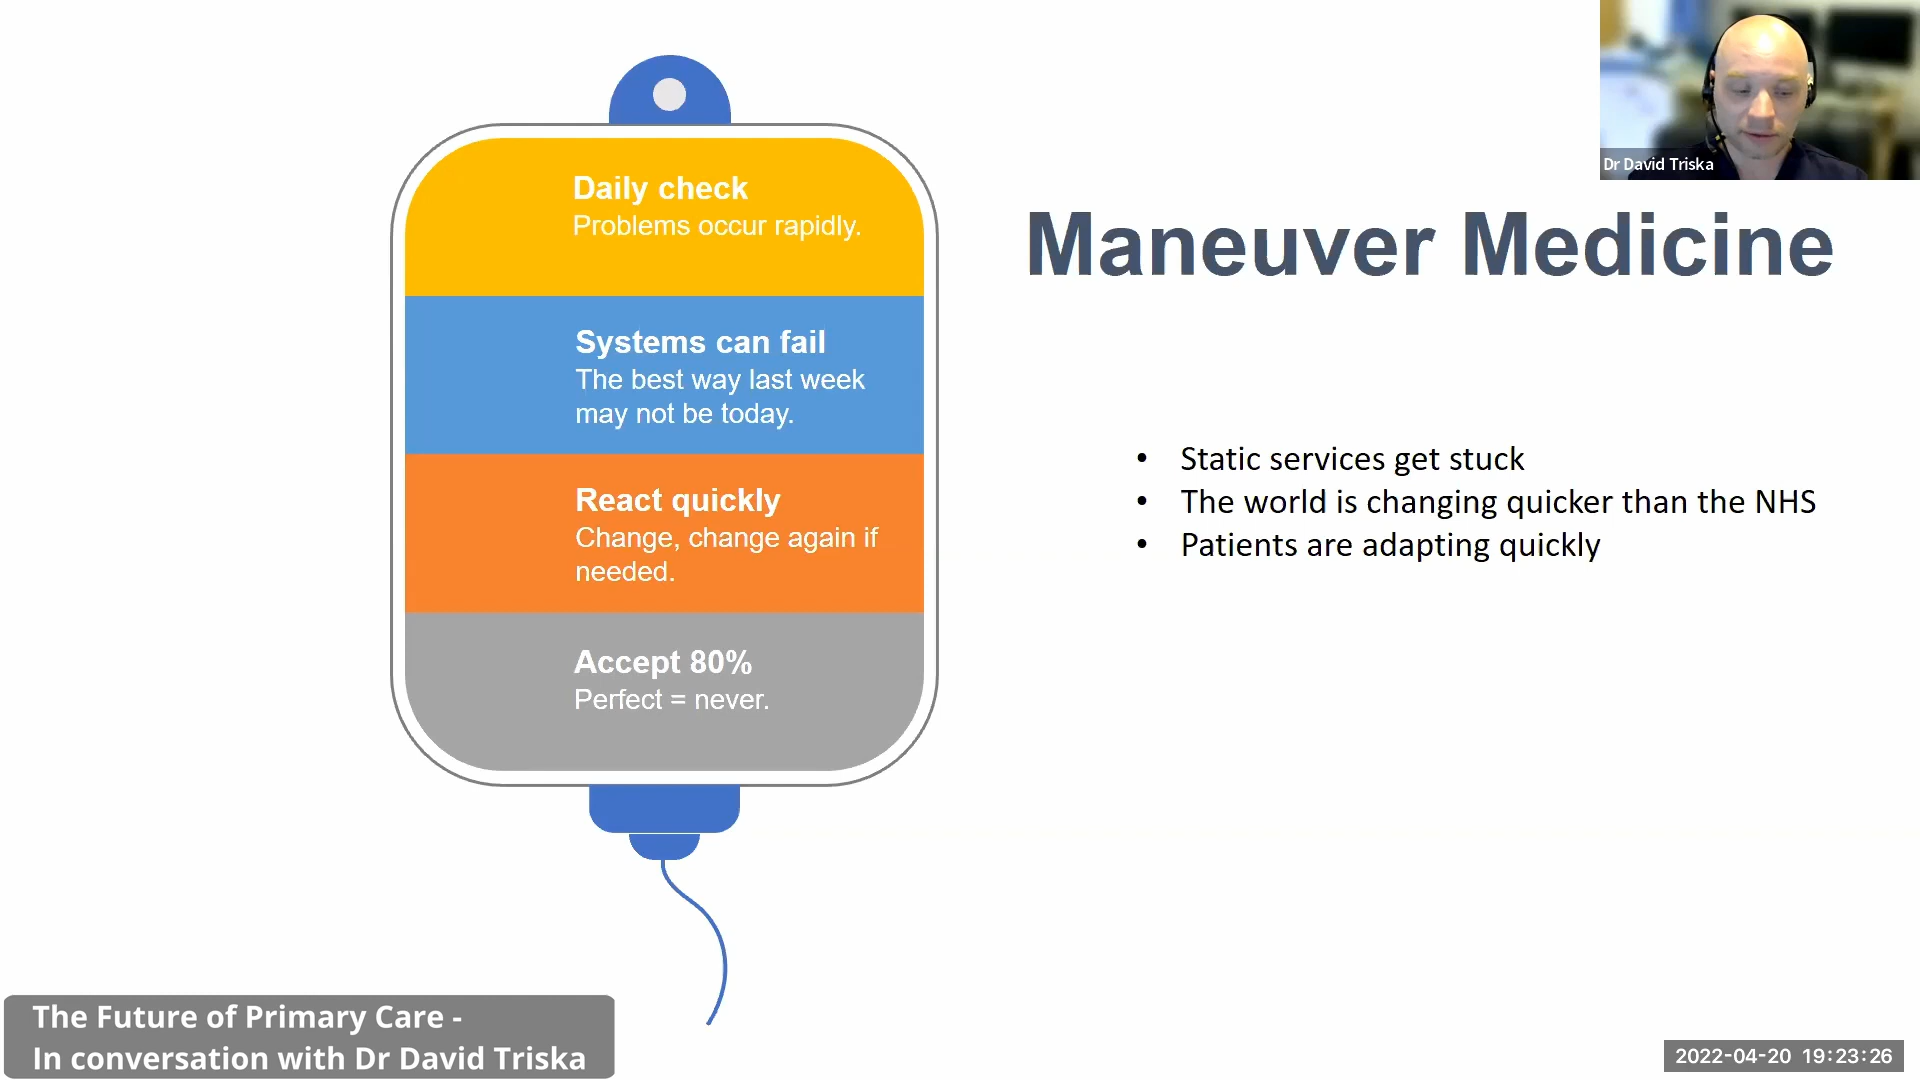 Dr David Triska
Maneuver Medicine
Daily check
Problems occur rapidly.
Systems can fail
The best way last week
may not be today.
React quickly
Change, change again if
needed.
Accept 80%
Perfect = never.
• Static services get stuck
• The world is changing quicker than the NHS
• Patients are adapting quickly
The Future of Primary Care -
In conversation with Dr David Triska
2022-04-20 19:23:26